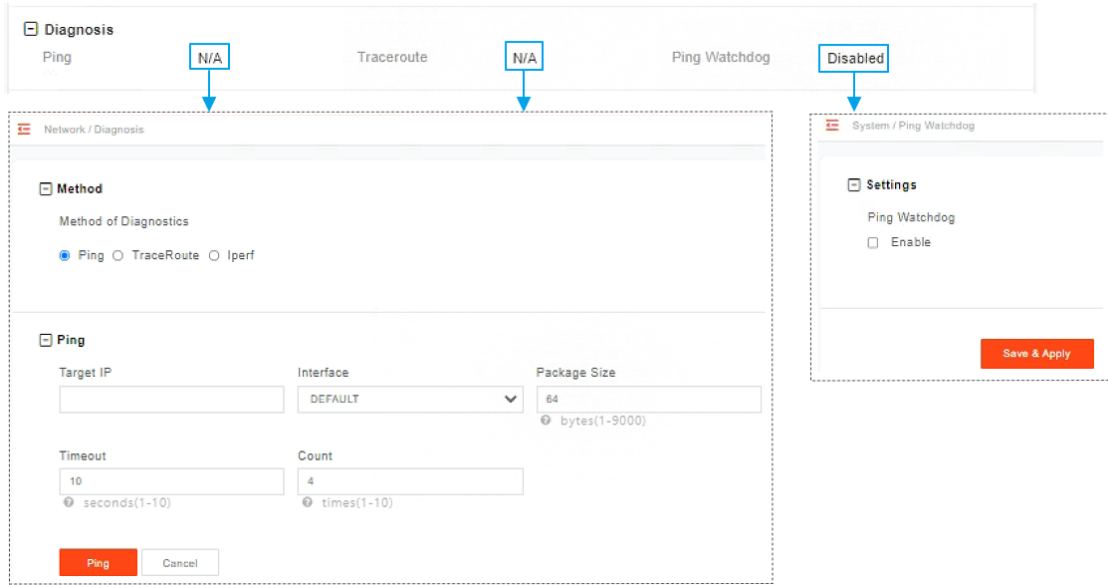 Diagnosis
Ping N/A Traceroute N/A Ping Watchdog Disabled
Network / Diagnosis
Method
Method of Diagnostics
Ping TraceRoute Iperf
Ping
Target IP Interface Package Size
DEFAULT 64
bytes(1-9000)
Timeout Count
10 4
seconds(1-10) times(1-10)
Ping Cancel
System / Ping Watchdog
Settings
Ping Watchdog
Enable
Save & Apply